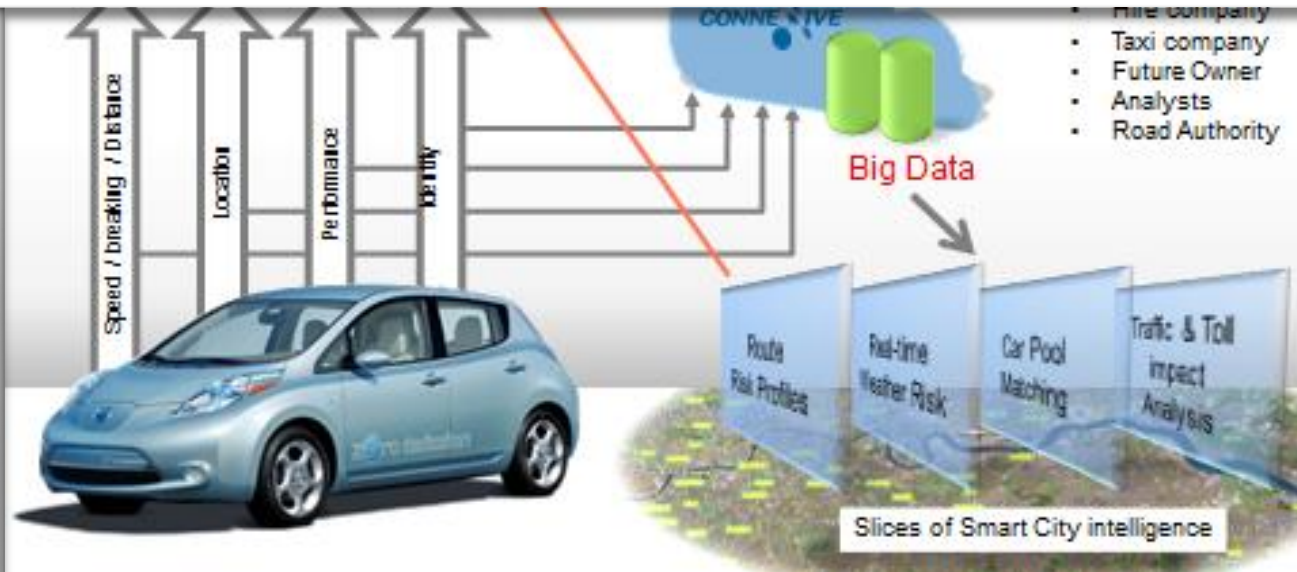 Hire company
Taxi company
Future Owner
Analysts
Road Authority
Speed / breaking / Distance
Location
Performance
Identity
Big Data
Route
Risk Profiles
Real-time
Weather Risk
Car Pool
Matching
Traffic & Toll
impact
Analysis
Slices of Smart City intelligence